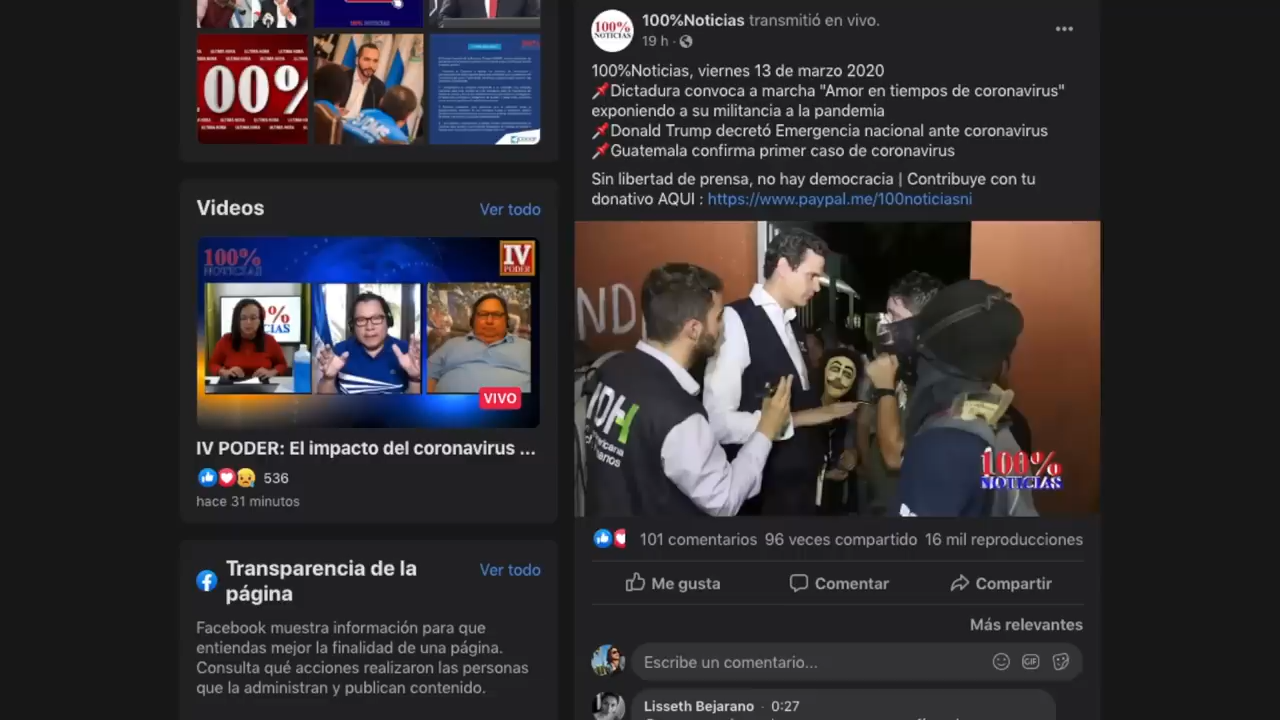 00%
Videos
Ver todo
100%
NOTICIAS
IV
PODER
VIVO
IV PODER: El impacto del coronavirus ...
536
hace 31 minutos
Transparencia de la
página
Ver todo
Facebook muestra información para que
entiendas mejor la finalidad de una página.
Consulta qué acciones realizaron las personas
que la administran y publican contenido.
100%
NOTICIAS
100%Noticias transmitió en vivo.
19 h ·
100%Noticias, viernes 13 de marzo 2020
📌Dictadura convoca a marcha "Amor en tiempos de coronavirus"
exponiendo a su militancia a la pandemia
📌Donald Trump decretó Emergencia nacional ante coronavirus
📌Guatemala confirma primer caso de coronavirus
Sin libertad de prensa, no hay democracia | Contribuye con tu
donativo AQUI : https://www.paypal.me/100noticiasni
100%
NOTICIAS
101 comentarios 96 veces compartido 16 mil reproducciones
Me gusta Comentar Compartir
Más relevantes
Escribe un comentario...
GIF
Lisseth Bejarano · 0:27